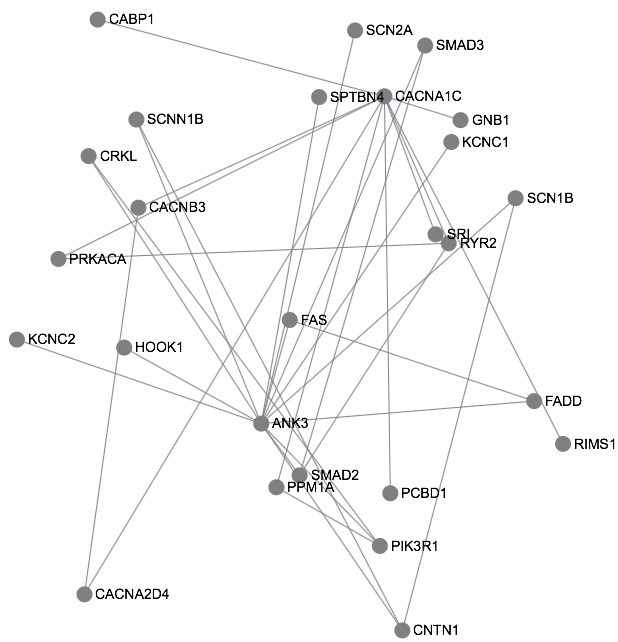 CABP1
SCN2A
SMAD3
SPTBN4
CACNA1C
GNB1
SCNN1B
KCNC1
CRKL
SCN1B
CACNB3
SRI
RYR2
PRKACA
FAS
KCNC2
HOOK1
FADD
ANK3
RIMS1
SMAD2
PPM1A
PCBD1
PIK3R1
CACNA2D4
CNTN1